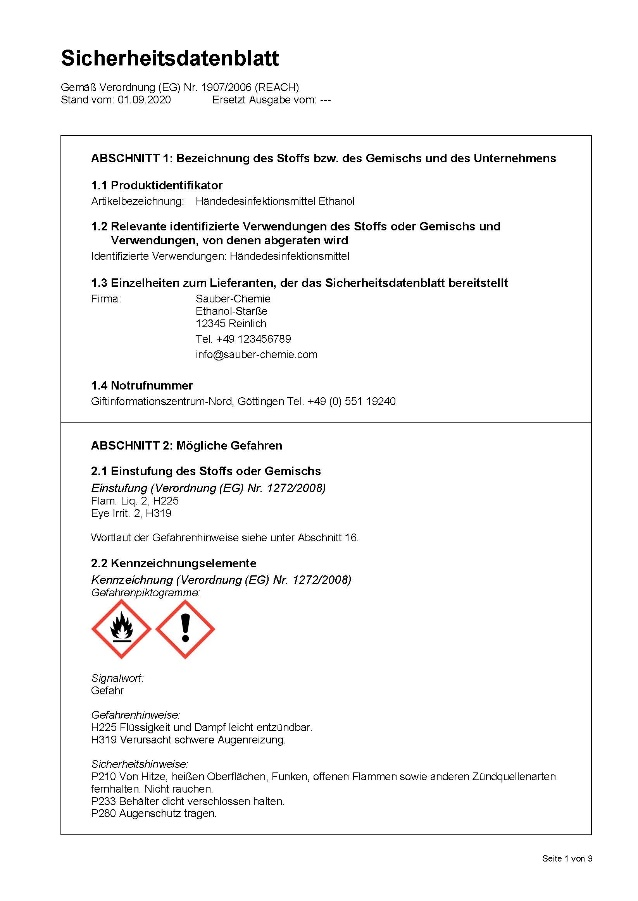 Sicherheitsdatenblatt
Gemäß Verordnung (EG) Nr. 1907/2006 (REACH)
Stand vom: 01.09.2020 Ersetzt Ausgabe vom: ---
ABSCHNITT 1: Bezeichnung des Stoffs bzw. des Gemischs und des Unternehmens
1.1 Produktidentifikator
Artikelbezeichnung: Händedesinfektionsmittel Ethanol
1.2 Relevante identifizierte Verwendungen des Stoffs oder Gemischs und
Verwendungen, von denen abgeraten wird
Identifizierte Verwendungen: Händedesinfektionsmittel
1.3 Einzelheiten zum Lieferanten, der das Sicherheitsdatenblatt bereitstellt
Firma: Sauber-Chemie
Ethanol-Starße
12345 Reinlich
Tel. +49 123456789
info@sauber-chemie.com
1.4 Notrufnummer
Giftinformationszentrum-Nord, Göttingen Tel. +49 (0) 551 19240
ABSCHNITT 2: Mögliche Gefahren
2.1 Einstufung des Stoffs oder Gemischs
Einstufung (Verordnung (EG) Nr. 1272/2008)
Flam. Liq. 2, H225
Eye Irrit. 2, H319
Wortlaut der Gefahrenhinweise siehe unter Abschnitt 16.
2.2 Kennzeichnungselemente
Kennzeichnung (Verordnung (EG) Nr. 1272/2008)
Gefahrenpiktogramme:
Signalwort:
Gefahr
Gefahrenhinweise:
H225 Flüssigkeit und Dampf leicht entzündbar.
H319 Verursacht schwere Augenreizung.
Sicherheitshinweise:
P210 Von Hitze, heißen Oberflächen, Funken, offenen Flammen sowie anderen Zündquellenarten
fernhalten. Nicht rauchen.
P233 Behälter dicht verschlossen halten.
P280 Augenschutz tragen.
Seite 1 von 9